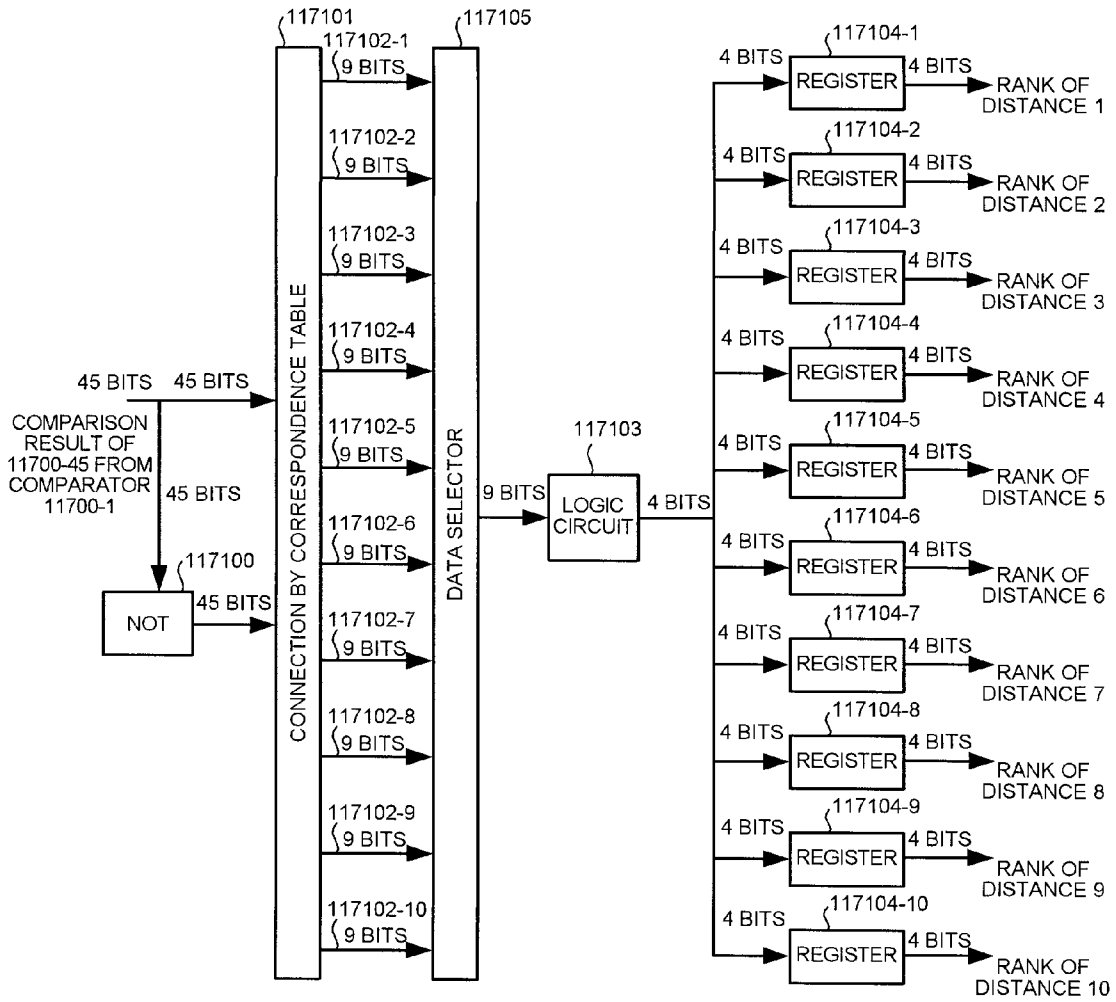 117101
117105
117102-1
9 BITS
117102-2
9 BITS
117102-3
9 BITS
117102-4
9 BITS
117102-5
9 BITS
117102-6
9 BITS
117102-7
9 BITS
117102-8
9 BITS
117102-9
9 BITS
117102-10
9 BITS
45 BITS
45 BITS
COMPARISON
RESULT OF
11700-45 FROM
COMPARATOR
11700-1
45 BITS
117100
NOT
45 BITS
CONNECTION BY CORRESPONDENCE TABLE
DATA SELECTOR
9 BITS
117103
LOGIC
CIRCUIT
4 BITS
117104-1
4 BITS
REGISTER
4 BITS
RANK OF
DISTANCE 1
117104-2
4 BITS
REGISTER
4 BITS
RANK OF
DISTANCE 2
117104-3
4 BITS
REGISTER
4 BITS
RANK OF
DISTANCE 3
117104-4
4 BITS
REGISTER
4 BITS
RANK OF
DISTANCE 4
117104-5
4 BITS
REGISTER
4 BITS
RANK OF
DISTANCE 5
117104-6
4 BITS
REGISTER
4 BITS
RANK OF
DISTANCE 6
117104-7
4 BITS
REGISTER
4 BITS
RANK OF
DISTANCE 7
117104-8
4 BITS
REGISTER
4 BITS
RANK OF
DISTANCE 8
117104-9
4 BITS
REGISTER
4 BITS
RANK OF
DISTANCE 9
117104-10
4 BITS
REGISTER
4 BITS
RANK OF
DISTANCE 10